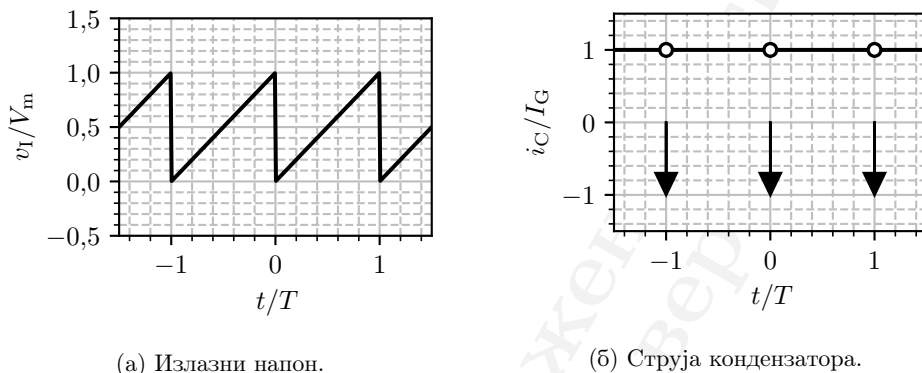 1,5
1,0
0,5
0,0
−0,5
v_I/V_m
−1
0
1
t/T
(а) Излазни напон.
1
0
−1
i_C/I_G
−1
0
1
t/T
(б) Струја кондензатора.